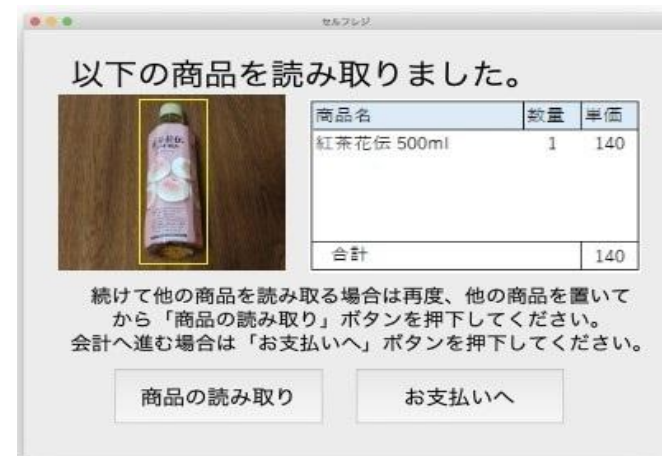 セルフレジ
以下の商品を読み取りました。
商品名 数量 単価
紅茶花伝 500ml 1 140
合計 140
続けて他の商品を読み取る場合は再度、他の商品を置いて
から「商品の読み取り」ボタンを押下してください。
会計へ進む場合は「お支払いへ」ボタンを押下してください。
商品の読み取り お支払いへ